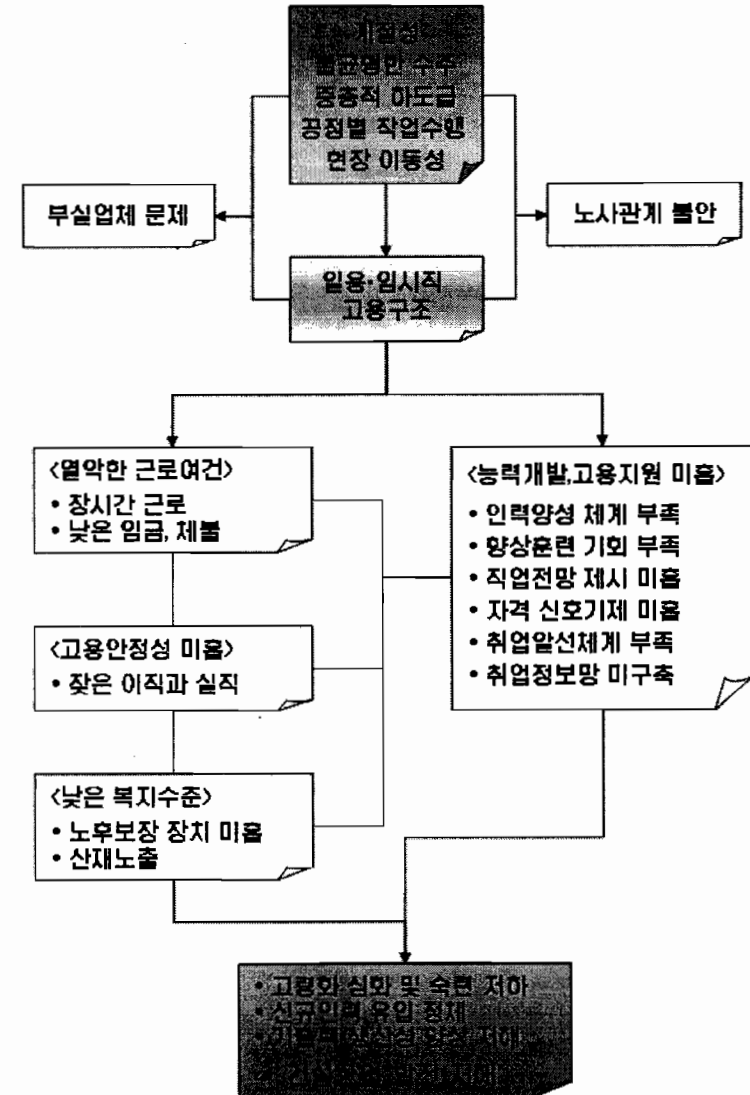 계절성
불균형한 수주
중층적 하도급
공정별 작업수행
현장 이동성
부실업체 문제
노사관계 불안
일용·임시직
고용구조
<열악한 근로여건>
• 장시간 근로
• 낮은 임금, 체불
<고용안정성 미흡>
• 잦은 이직과 실직
<낮은 복지수준>
• 노후보장 장치 미흡
• 산재노출
<능력개발,고용지원 미흡>
• 인력양성 체계 부족
• 향상훈련 기회 부족
• 직업전망 제시 미흡
• 자격 신호기제 미흡
• 취업알선체계 부족
• 취업정보망 미구축
• 고령화 심화 및 숙련 저하
• 신규인력 유입 정체